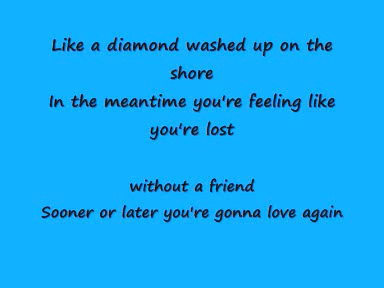 Like a diamond washed up on the
shore
In the meantime you're feeling like
you're lost
without a friend
Sooner or later you're gonna love again